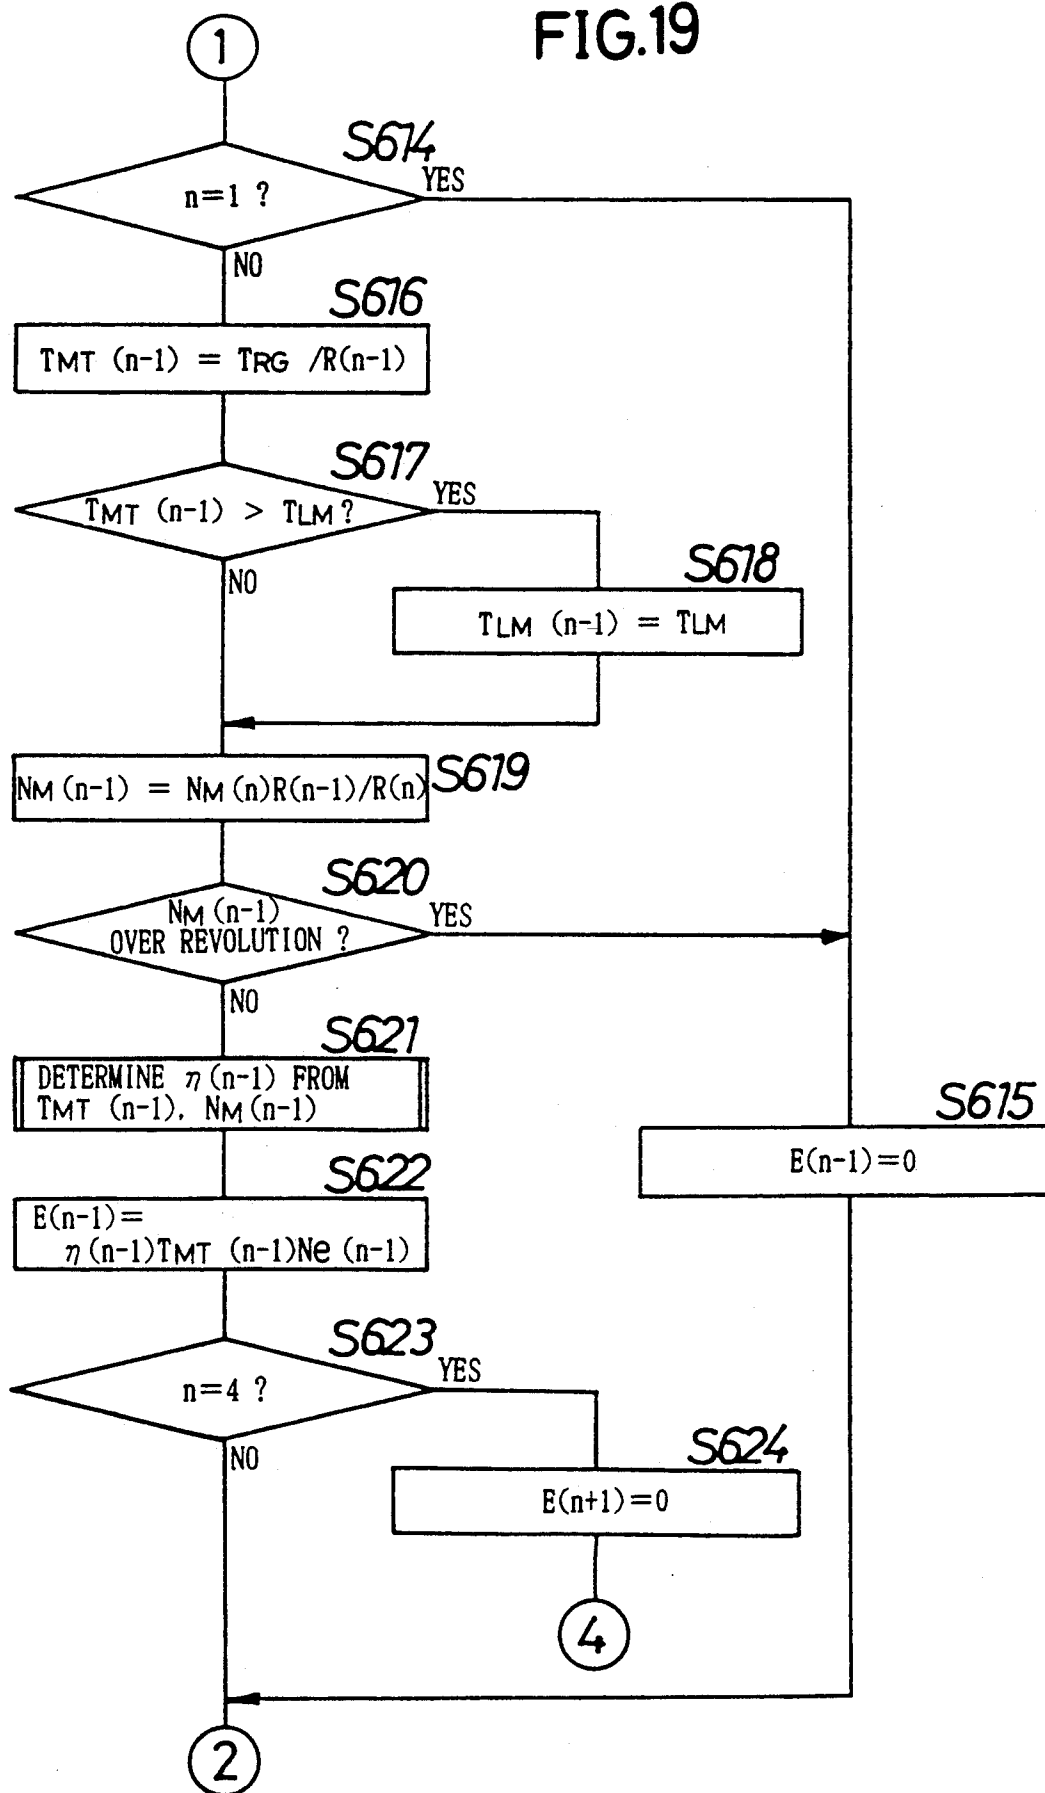 FIG.19
1
S614
n=1 ?
YES
NO
S616
TMT (n-1) = TRG /R(n-1)
S617
TMT (n-1) > TLM ?
YES
NO
S618
TLM (n-1) = TLM
NM (n-1) = NM (n)R(n-1)/R(n)
S619
S620
NM (n-1)
OVER REVOLUTION ?
YES
NO
S621
DETERMINE η (n-1) FROM
TMT (n-1), NM (n-1)
S615
E(n-1)=0
S622
E(n-1)=
η (n-1)TMT (n-1)Ne (n-1)
S623
n=4 ?
YES
NO
S624
E(n+1)=0
4
2